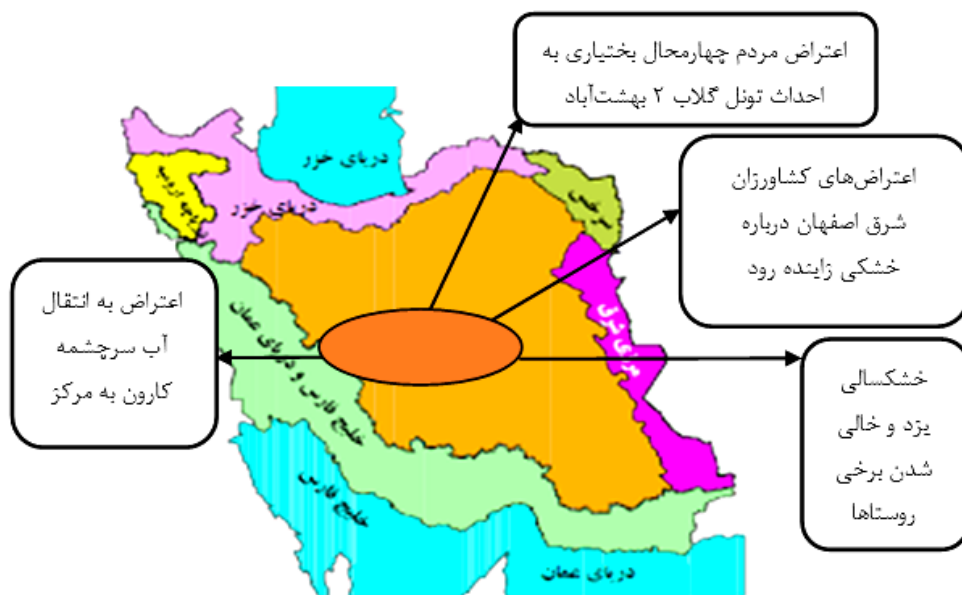 اعتراض مردم چهارمحال بختیاری به
احداث تونل گلاب ۲ بهشت‌آباد
اعتراض‌های کشاورزان
شرق اصفهان درباره
خشکی زاینده رود
اعتراض به انتقال
آب سرچشمه
کارون به مرکز
خشکسالی
یزد و خالی
شدن برخی
روستاها
دریای خزر
دریای خزر
خلیج فارس و دریای عمان
مرزی شرقی
خلیج فارس
دریای عمان